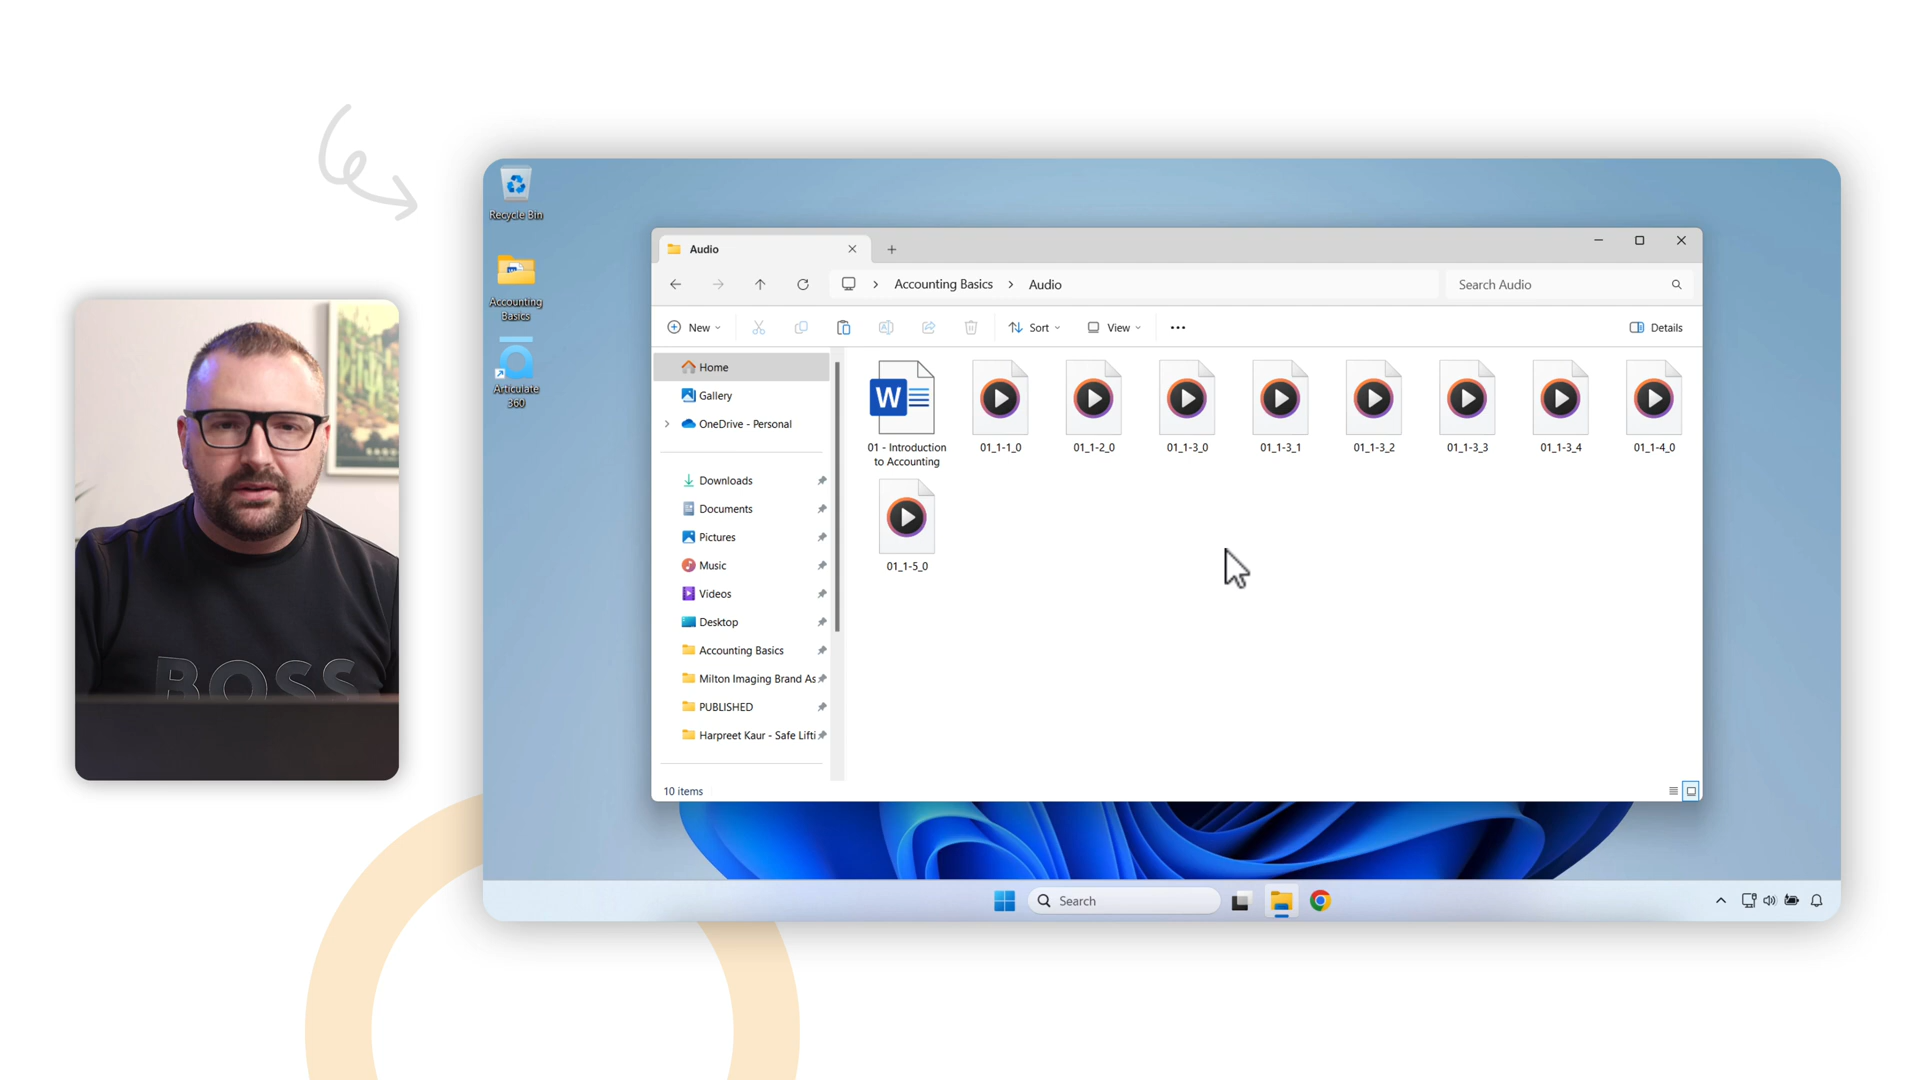 Recycle Bin
Accounting
Basics
Articulate
360
BOSS
Audio
Accounting Basics
Audio
Search Audio
New
Sort
View
Details
Home
Gallery
OneDrive - Personal
Downloads
Documents
Pictures
Music
Videos
Desktop
Accounting Basics
Milton Imaging Brand As
PUBLISHED
Harpreet Kaur - Safe Lifti
01 - Introduction
to Accounting
01_1-1_0
01_1-2_0
01_1-3_0
01_1-3_1
01_1-3_2
01_1-3_3
01_1-3_4
01_1-4_0
01_1-5_0
10 items
Search